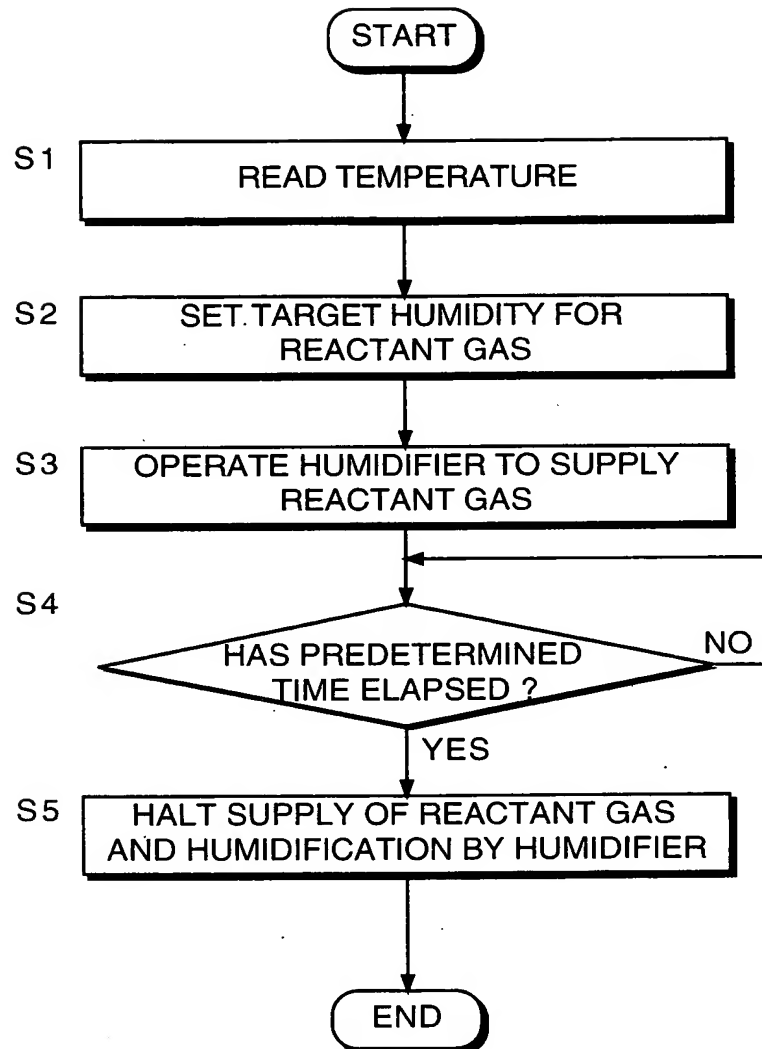 START
S1
READ TEMPERATURE
S2
SET TARGET HUMIDITY FOR
REACTANT GAS
S3
OPERATE HUMIDIFIER TO SUPPLY
REACTANT GAS
S4
HAS PREDETERMINED
TIME ELAPSED ?
NO
YES
S5
HALT SUPPLY OF REACTANT GAS
AND HUMIDIFICATION BY HUMIDIFIER
END